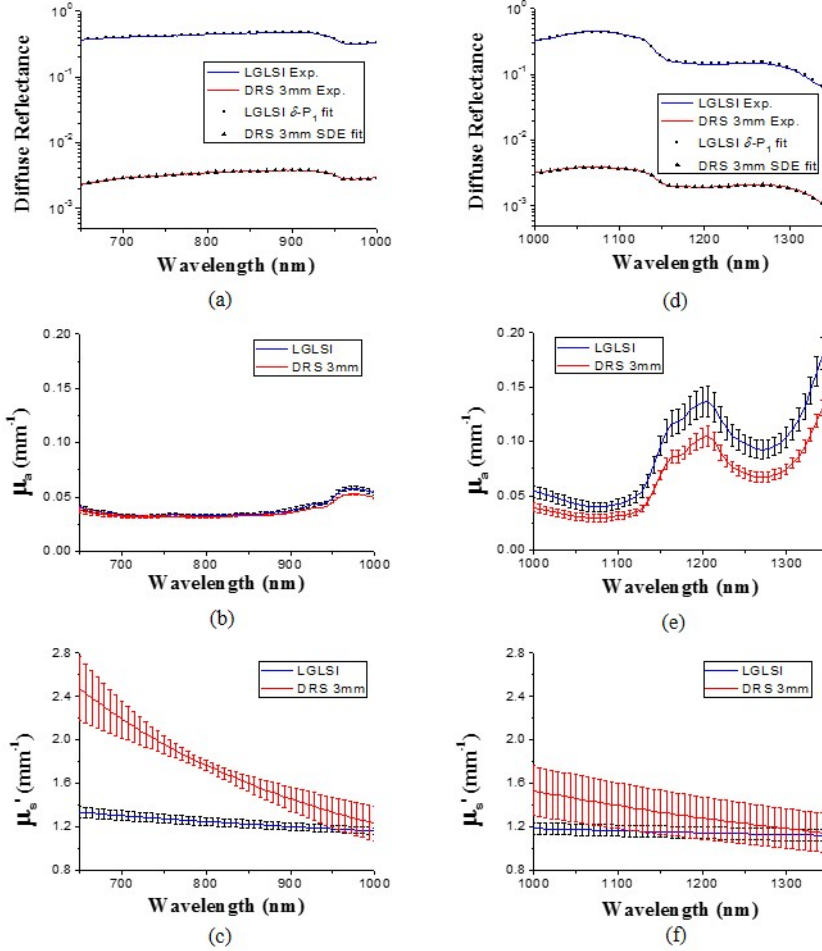 10⁰
10⁻¹
10⁻²
10⁻³
Diffuse Reflectance
LGLSI Exp.
DRS 3mm Exp.
LGLSI δ-P₁ fit
DRS 3mm SDE fit
700 800 900 1000
Wavelength (nm)
(a)
10⁰
10⁻¹
10⁻²
10⁻³
Diffuse Reflectance
LGLSI Exp.
DRS 3mm Exp.
LGLSI δ-P₁ fit
DRS 3mm SDE fit
1000 1100 1200 1300
Wavelength (nm)
(d)
0.20
0.15
0.10
0.05
0.00
μa (mm⁻¹)
LGLSI
DRS 3mm
700 800 900 1000
Wavelength (nm)
(b)
0.20
0.15
0.10
0.05
0.00
μa (mm⁻¹)
LGLSI
DRS 3mm
1000 1100 1200 1300
Wavelength (nm)
(e)
2.8
2.4
2.0
1.6
1.2
0.8
μs' (mm⁻¹)
LGLSI
DRS 3mm
700 800 900 1000
Wavelength (nm)
(c)
2.8
2.4
2.0
1.6
1.2
0.8
μs' (mm⁻¹)
LGLSI
DRS 3mm
1000 1100 1200 1300
Wavelength (nm)
(f)